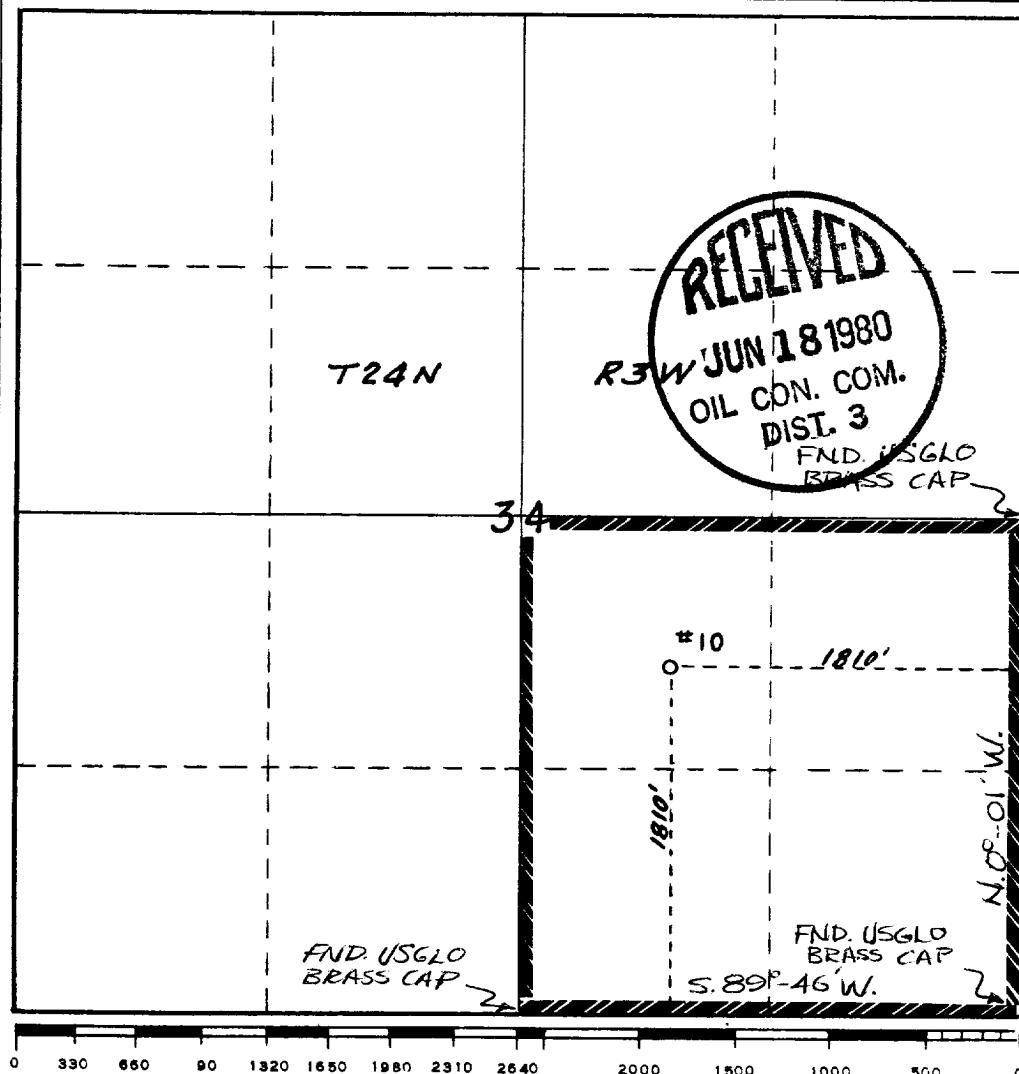 RECEIVED
JUN 18 1980
OIL CON. COM.
DIST. 3
T24N R3W
FND. USGLO
BRASS CAP
34
#10
1810'
1810'
N. 0°-01' W.
FND. USGLO
BRASS CAP
FND. USGLO
BRASS CAP
S. 89°-46' W.
0 330 660 90 1320 1650 1980 2310 2640 2000 1500 1000 500 0